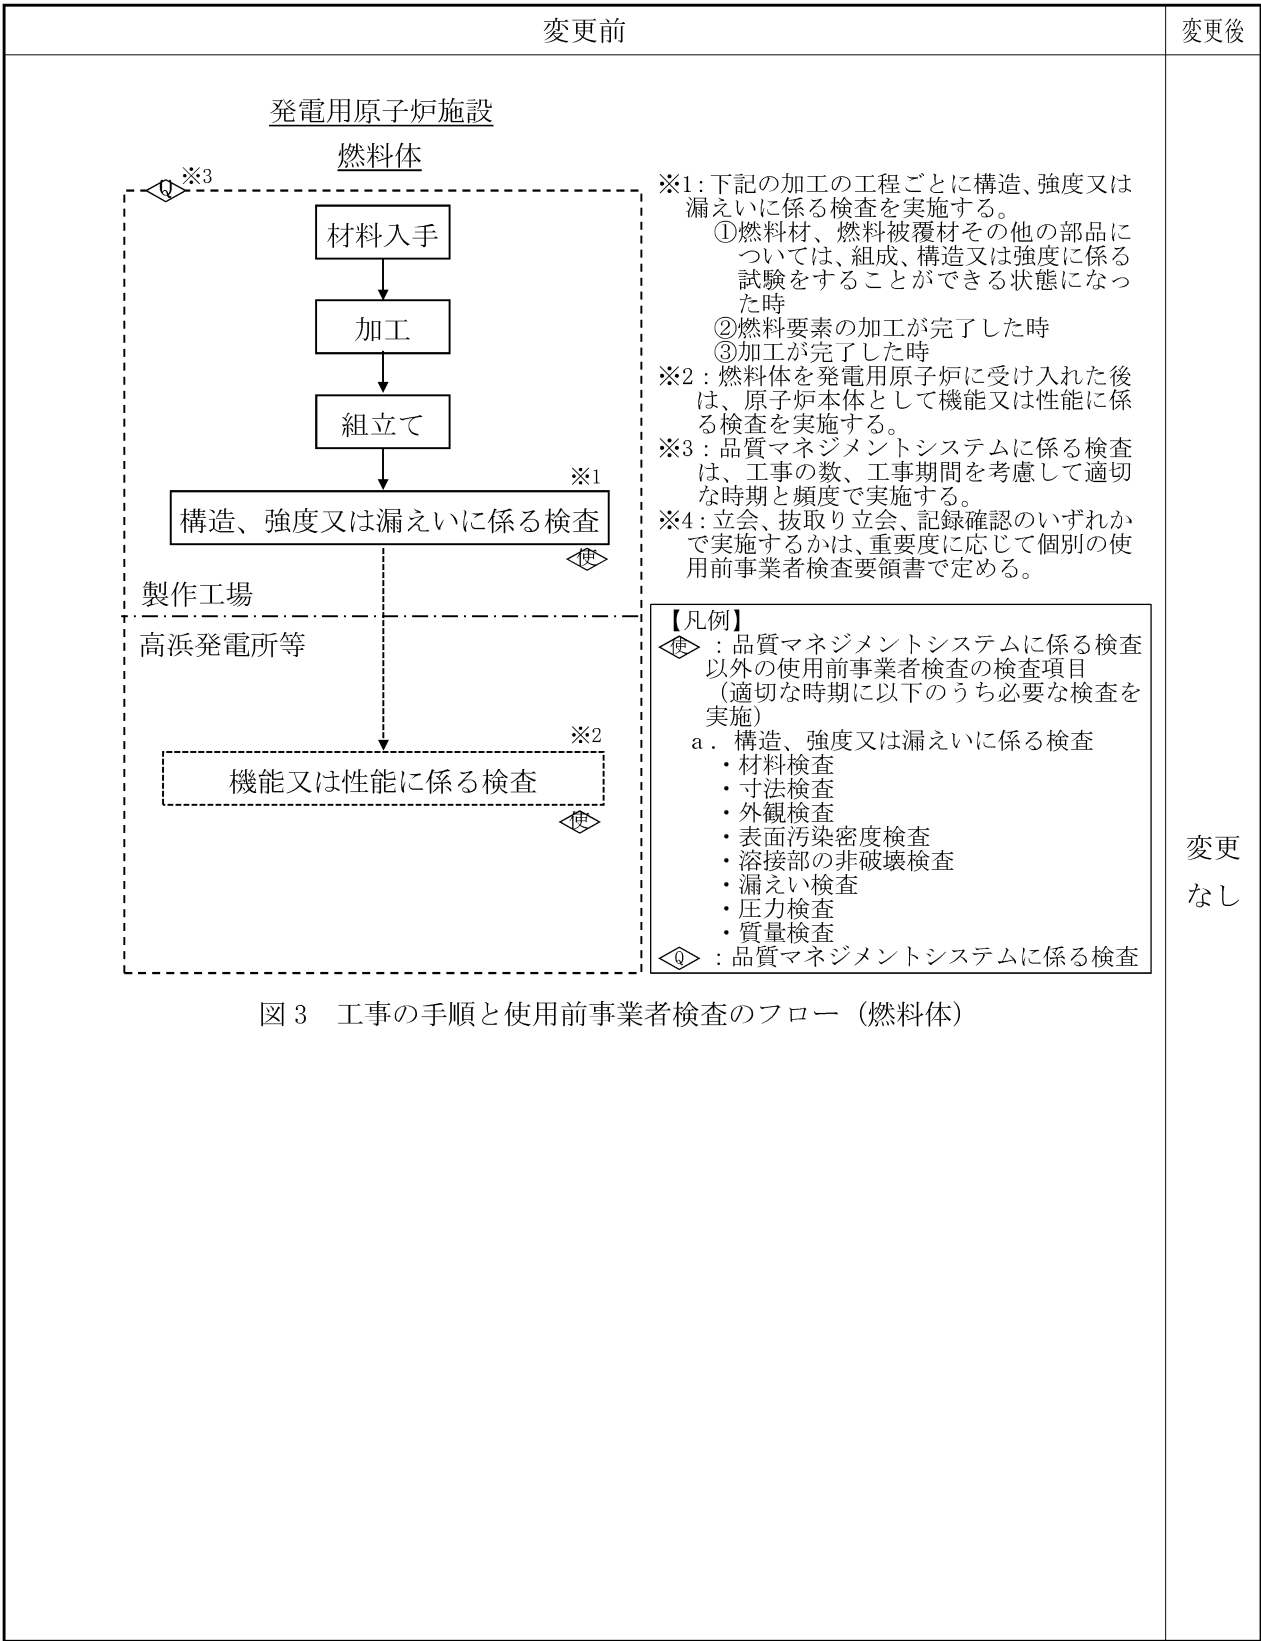 変更前
変更後
発電用原子炉施設
燃料体
Q
※3
材料入手
加工
組立て
※1
構造、強度又は漏えいに係る検査
使
製作工場
高浜発電所等
※2
機能又は性能に係る検査
使
※1:下記の加工の工程ごとに構造、強度又は
漏えいに係る検査を実施する。
①燃料材、燃料被覆材その他の部品に
ついては、組成、構造又は強度に係る
試験をすることができる状態になっ
た時
②燃料要素の加工が完了した時
③加工が完了した時
※2:燃料体を発電用原子炉に受け入れた後
は、原子炉本体として機能又は性能に係
る検査を実施する。
※3:品質マネジメントシステムに係る検査
は、工事の数、工事期間を考慮して適切
な時期と頻度で実施する。
※4:立会、抜取り立会、記録確認のいずれか
で実施するかは、重要度に応じて個別の使
用前事業者検査要領書で定める。
【凡例】
使:品質マネジメントシステムに係る検査
以外の使用前事業者検査の検査項目
(適切な時期に以下のうち必要な検査を
実施)
a.構造、強度又は漏えいに係る検査
・材料検査
・寸法検査
・外観検査
・表面汚染密度検査
・溶接部の非破壊検査
・漏えい検査
・圧力検査
・質量検査
Q:品質マネジメントシステムに係る検査
図3 工事の手順と使用前事業者検査のフロー(燃料体)
変更
なし